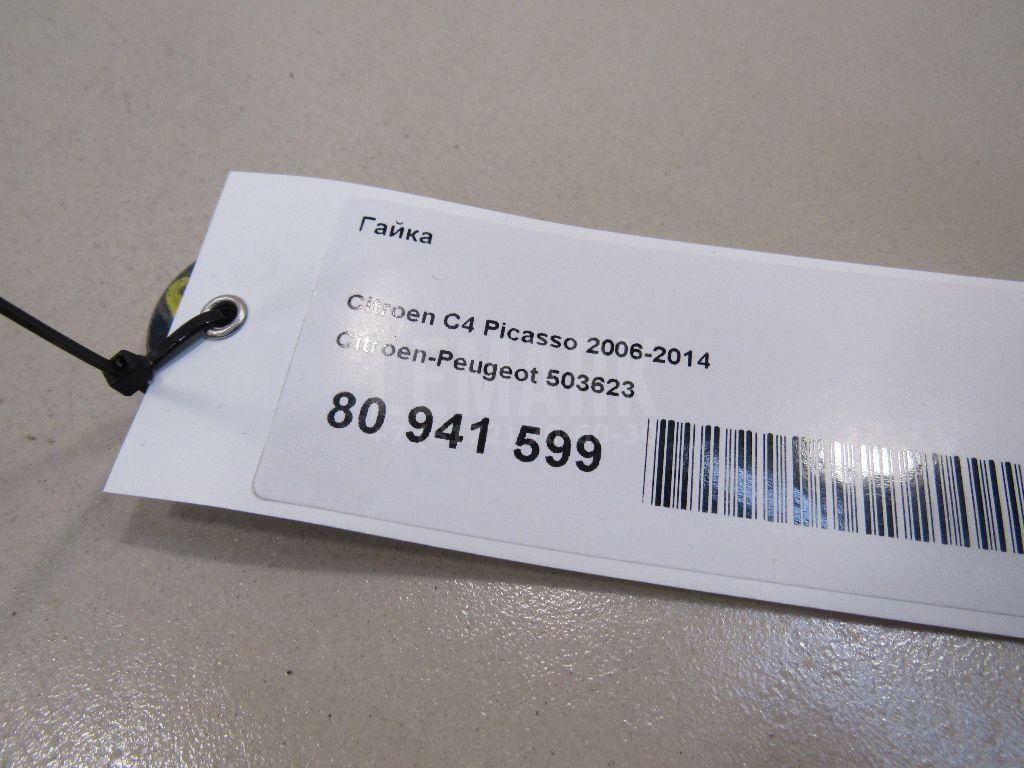 Гайка
Citroen C4 Picasso 2006-2014
Citroen-Peugeot 503623
80 941 599